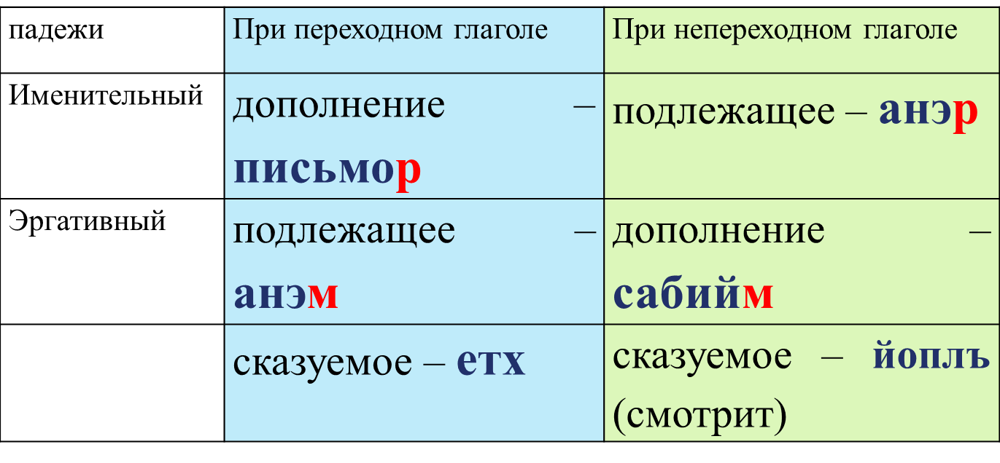 падежи
При переходном глаголе
При непереходном глаголе
Именительный
дополнение –
письмор
подлежащее – анэр
Эргативный
подлежащее –
анэм
дополнение –
сабийм
сказуемое – етх
сказуемое – йоплъ
(смотрит)